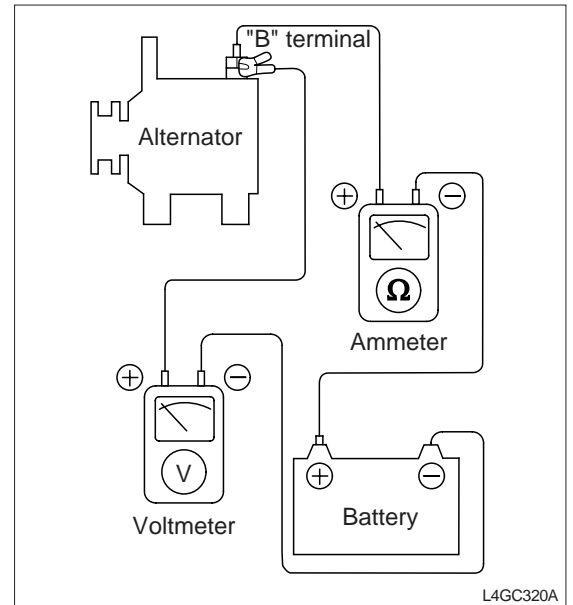 "B" terminal
Alternator
+ −
Ω
Ammeter
+ −
V
Voltmeter
+ −
Battery
L4GC320A